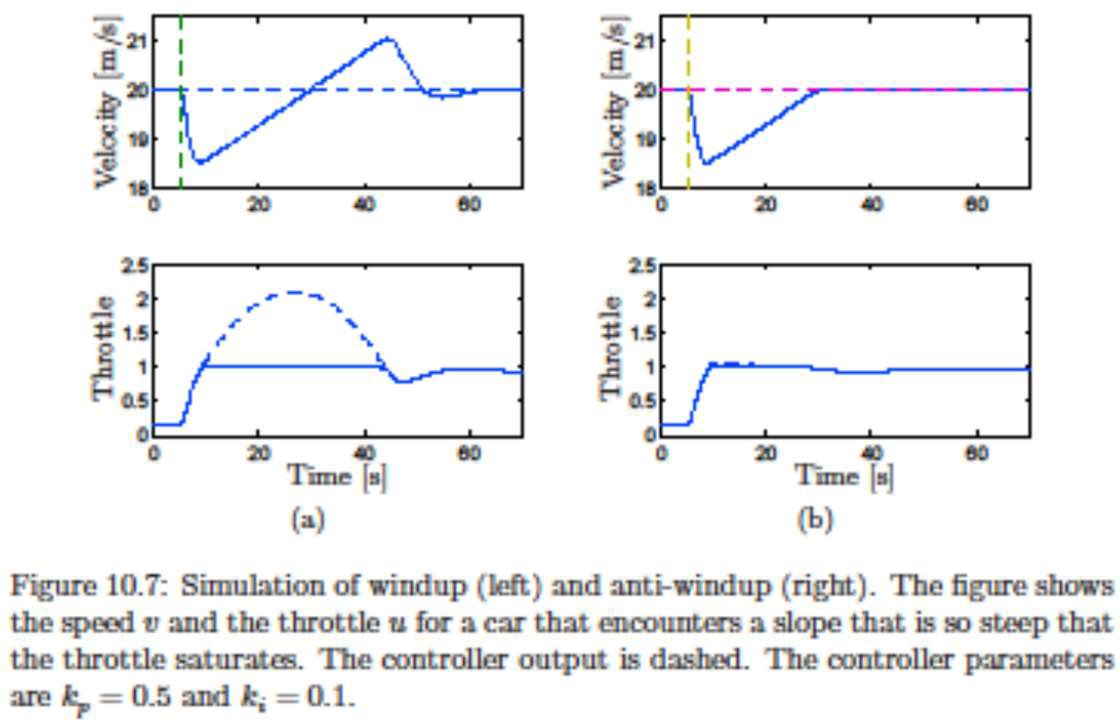 Velocity [m/s]
21
20
19
18
0 20 40 60
Velocity [m/s]
21
20
19
18
0 20 40 60
Throttle
2.5
2
1.5
1
0.5
0
0 20 40 60
Time [s]
(a)
Throttle
2.5
2
1.5
1
0.5
0
0 20 40 60
Time [s]
(b)
Figure 10.7: Simulation of windup (left) and anti-windup (right). The figure shows
the speed v and the throttle u for a car that encounters a slope that is so steep that
the throttle saturates. The controller output is dashed. The controller parameters
are kₚ = 0.5 and kᵢ = 0.1.